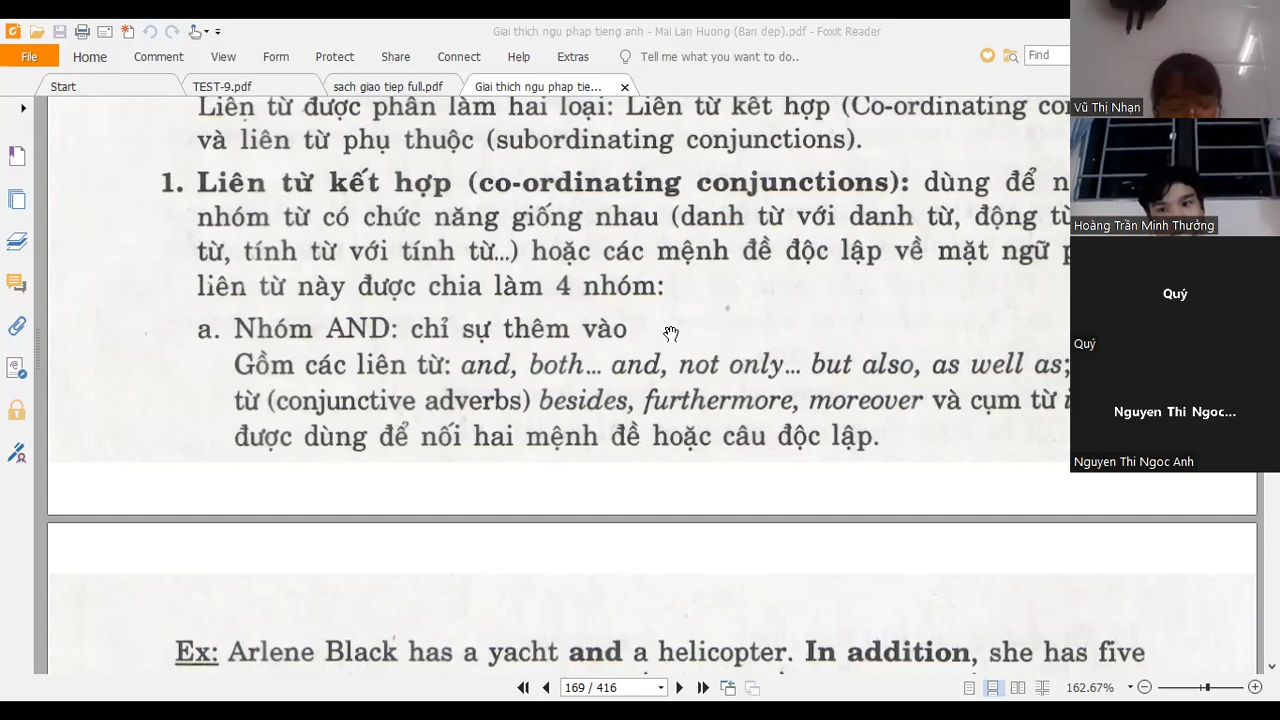 Giai thich ngu phap tieng anh - Mai Lan Huong (Ban dep).pdf - Foxit Reader
File Home Comment View Form Protect Share Connect Help Extras Tell me what you want to do.. Find
Start TEST-9.pdf sach giao tiep full.pdf Giai thich ngu phap tie...
Liên từ được phân làm hai loại: Liên từ kết hợp (Co-ordinating con
và liên từ phụ thuộc (subordinating conjunctions).
1. Liên từ kết hợp (co-ordinating conjunctions): dùng để n
nhóm từ có chức năng giống nhau (danh từ với danh từ, động từ
từ, tính từ với tính từ...) hoặc các mệnh đề độc lập về mặt ngữ p
liên từ này được chia làm 4 nhóm:
a. Nhóm AND: chỉ sự thêm vào
Gồm các liên từ: and, both... and, not only... but also, as well as;
từ (conjunctive adverbs) besides, furthermore, moreover và cụm từ i
được dùng để nối hai mệnh đề hoặc câu độc lập.
Ex: Arlene Black has a yacht and a helicopter. In addition, she has five
169 / 416
162.67%
Vũ Thị Nhạn
Hoàng Trần Minh Thưởng
Quý
Quý
Nguyen Thi Ngoc...
Nguyen Thi Ngoc Anh